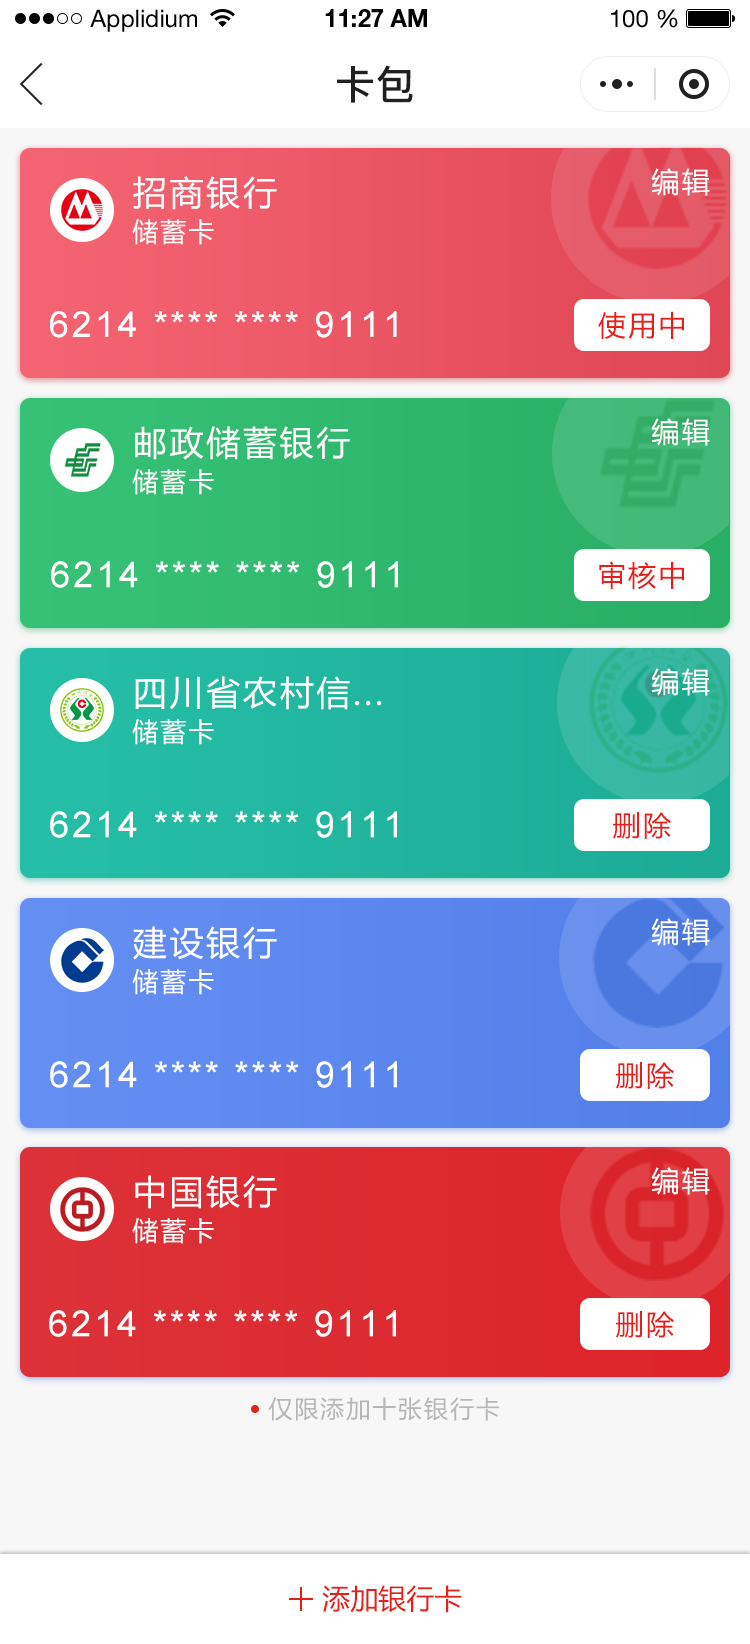 ●●●○○ Applidium 11:27 AM 100 %
卡包
招商银行 编辑
储蓄卡
6214 **** **** 9111 使用中
邮政储蓄银行 编辑
储蓄卡
6214 **** **** 9111 审核中
四川省农村信... 编辑
储蓄卡
6214 **** **** 9111 删除
建设银行 编辑
储蓄卡
6214 **** **** 9111 删除
中国银行 编辑
储蓄卡
6214 **** **** 9111 删除
• 仅限添加十张银行卡
+ 添加银行卡